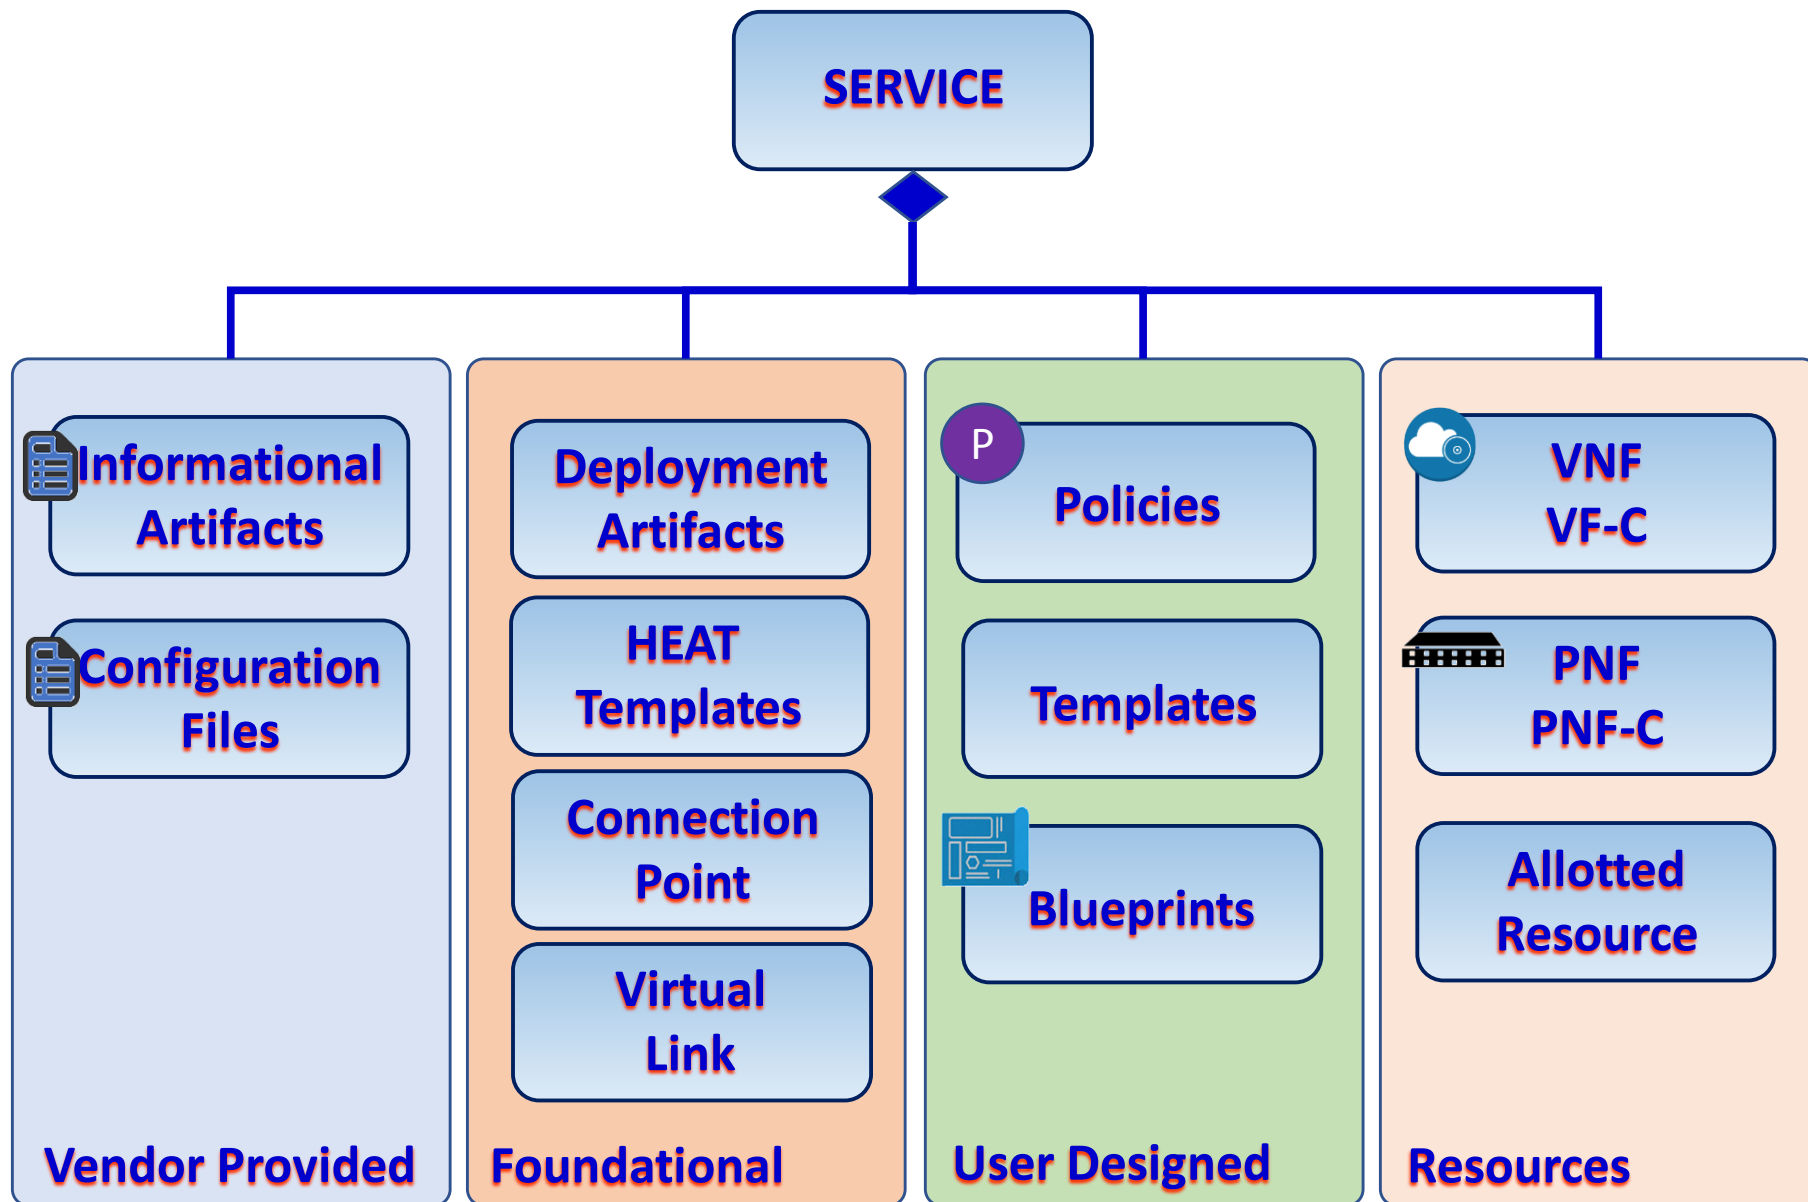 SERVICE
Informational
Artifacts
Configuration
Files
Vendor Provided
Deployment
Artifacts
HEAT
Templates
Connection
Point
Virtual
Link
Foundational
P
Policies
Templates
Blueprints
User Designed
VNF
VF-C
PNF
PNF-C
Allotted
Resource
Resources